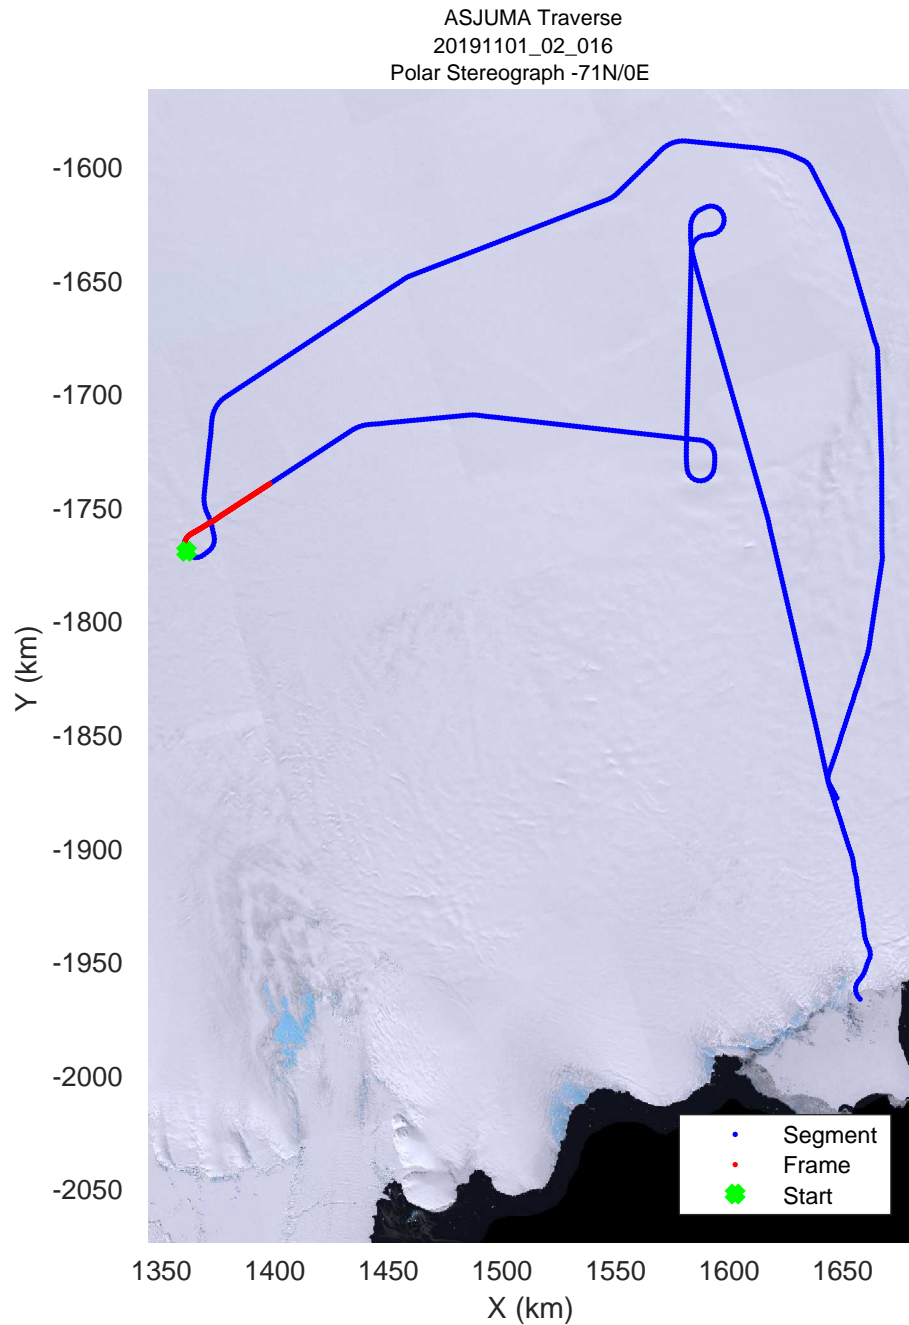 ASJUMA Traverse
20191101_02_016
Polar Stereograph -71N/0E
-1600
-1650
-1700
-1750
-1800
-1850
-1900
-1950
-2000
-2050
Y (km)
Segment
Frame
Start
1350 1400 1450 1500 1550 1600 1650
X (km)